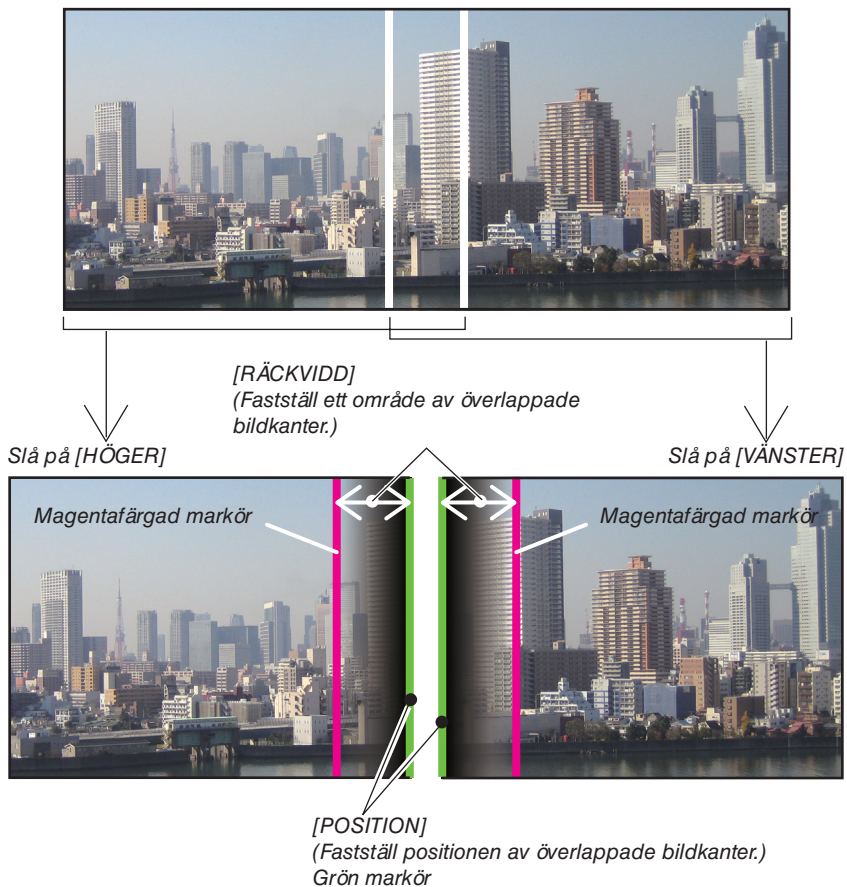 [RÄCKVIDD]
(Fastställ ett område av överlappade
bildkanter.)
Slå på [HÖGER]
Slå på [VÄNSTER]
Magentafärgad markör
Magentafärgad markör
[POSITION]
(Fastställ positionen av överlappade bildkanter.)
Grön markör